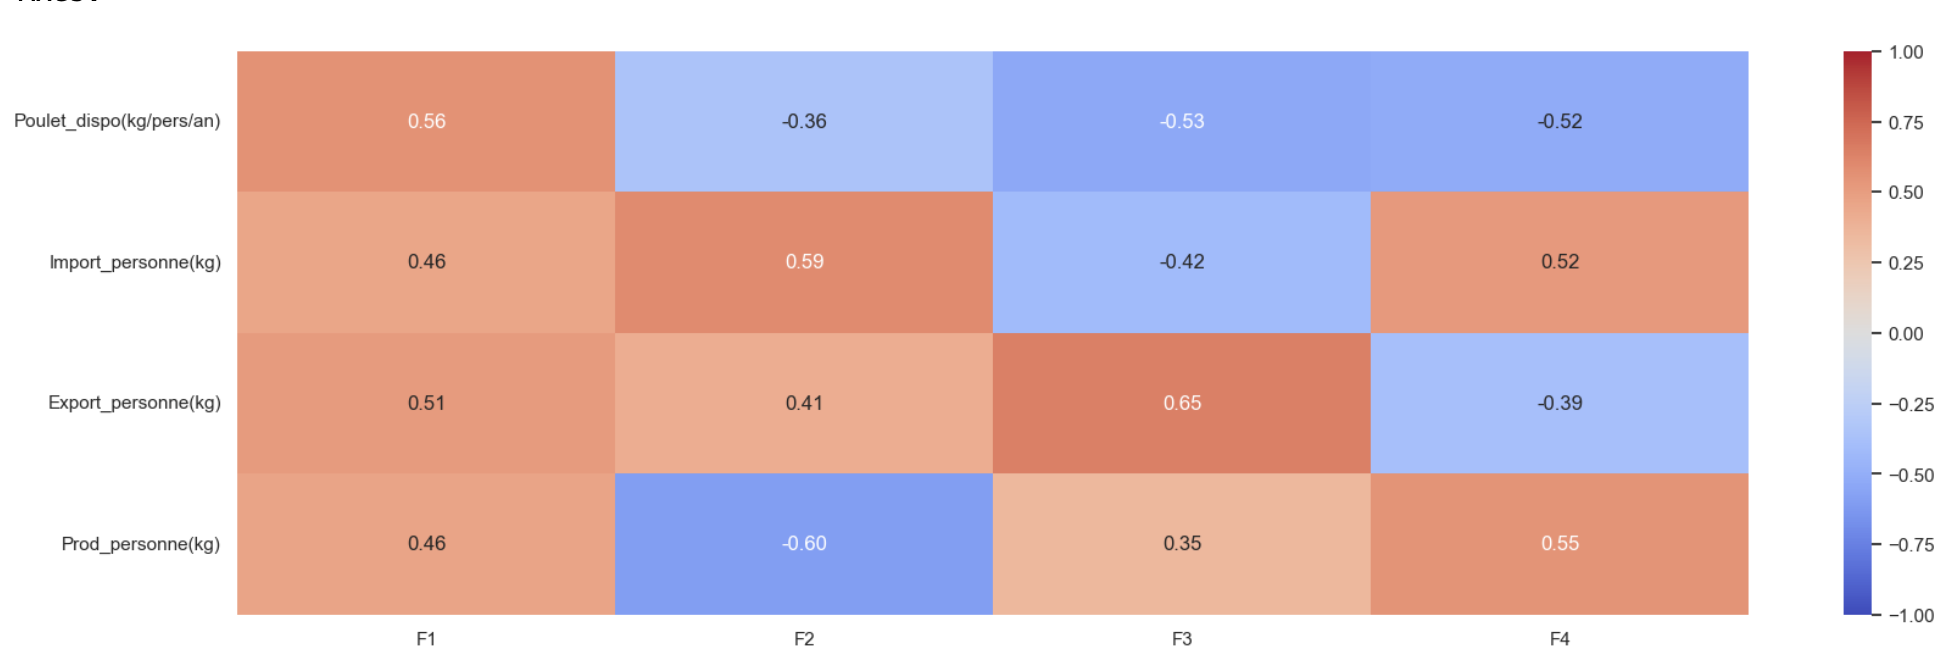 1.00
Poulet_dispo(kg/pers/an) 0.56 -0.36 -0.53 -0.52
0.75
0.50
Import_personne(kg) 0.46 0.59 -0.42 0.52
0.25
0.00
Export_personne(kg) 0.51 0.41 0.65 -0.39
−0.25
−0.50
Prod_personne(kg) 0.46 -0.60 0.35 0.55
−0.75
−1.00
F1 F2 F3 F4